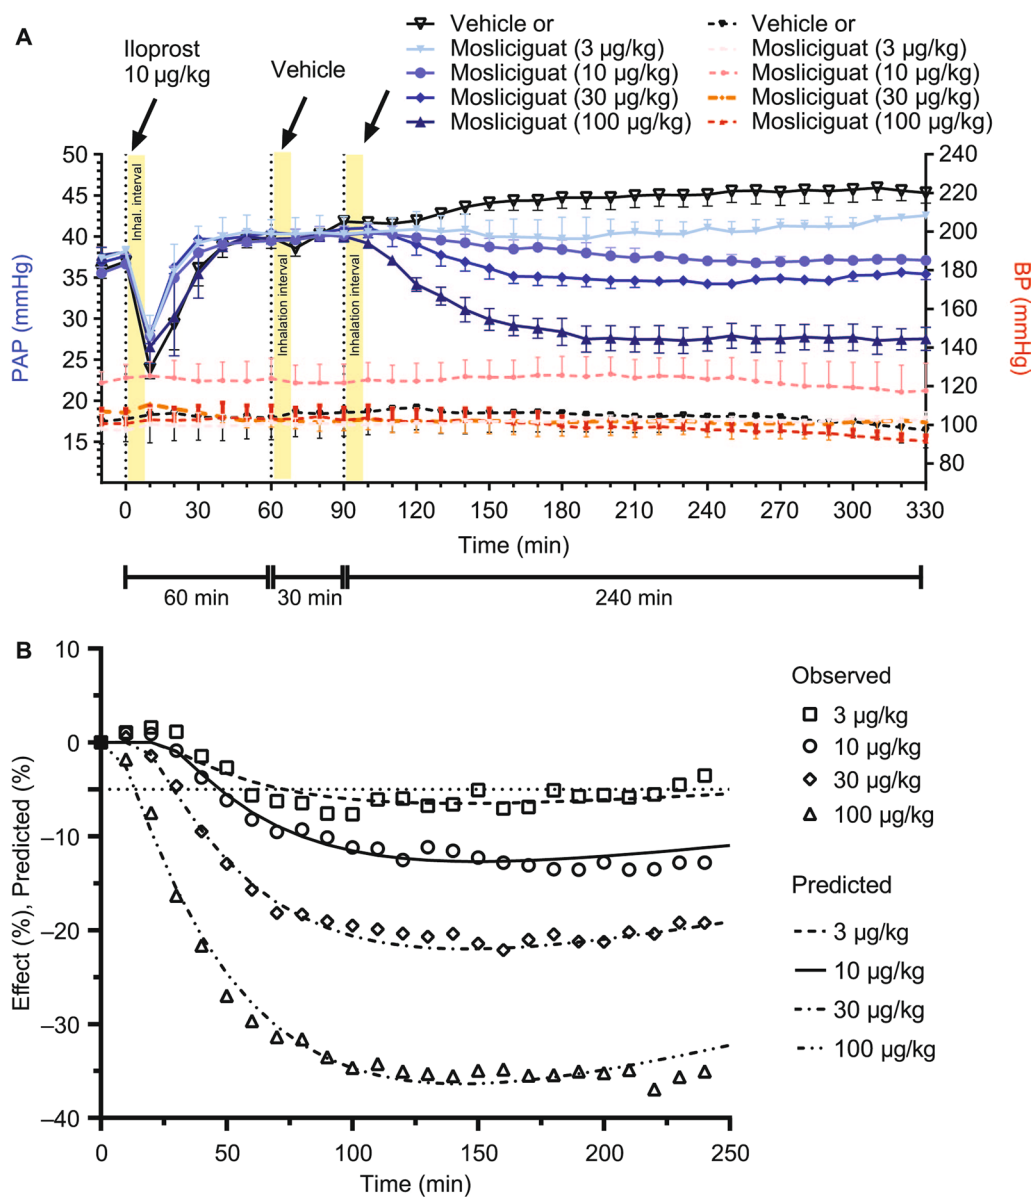 A
Iloprost
10 µg/kg
Vehicle
Vehicle or
Mosliciguat (3 µg/kg)
Mosliciguat (10 µg/kg)
Mosliciguat (30 µg/kg)
Mosliciguat (100 µg/kg)
Vehicle or
Mosliciguat (3 µg/kg)
Mosliciguat (10 µg/kg)
Mosliciguat (30 µg/kg)
Mosliciguat (100 µg/kg)
PAP (mmHg)
50
45
40
35
30
25
20
15
Inhal. interval
Inhalation interval
Inhalation interval
240
220
200
180
160
140
120
100
80
BP (mmHg)
0 30 60 90 120 150 180 210 240 270 300 330
Time (min)
60 min 30 min 240 min
B
Effect (%), Predicted (%)
10
0
–10
–20
–30
–40
0 50 100 150 200 250
Time (min)
Observed
3 µg/kg
10 µg/kg
30 µg/kg
100 µg/kg
Predicted
3 µg/kg
10 µg/kg
30 µg/kg
100 µg/kg